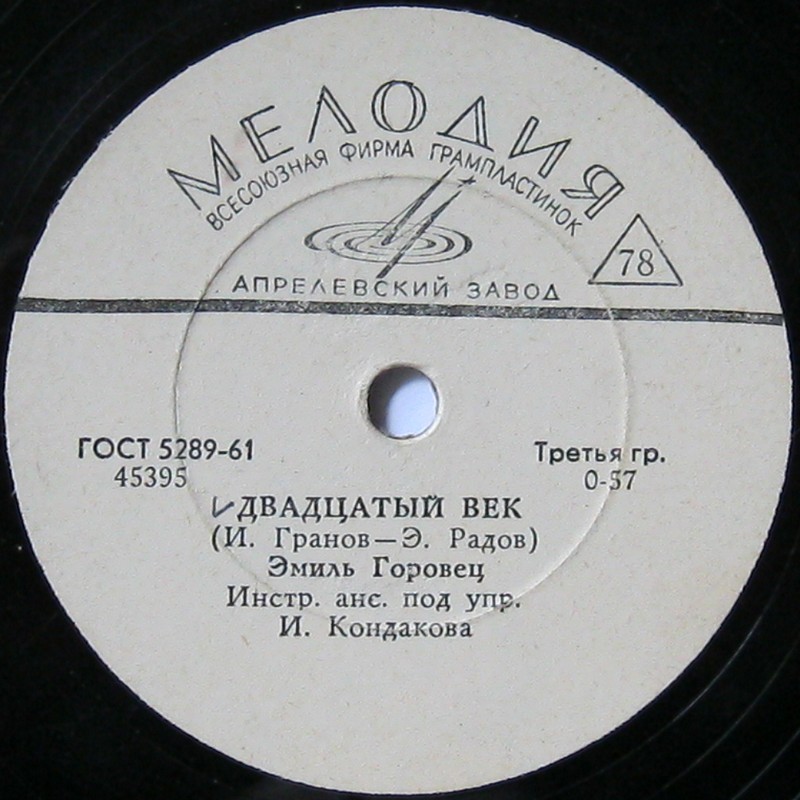 МЕЛОДИЯ
ВСЕСОЮЗНАЯ ФИРМА ГРАМПЛАСТИНОК
78
АПРЕЛЕВСКИЙ ЗАВОД
ГОСТ 5289-61
45395
Третья гр.
0-57
ДВАДЦАТЫЙ ВЕК
(И. Гранов—Э. Радов)
Эмиль Горовец
Инстр. анс. под упр.
И. Кондакова